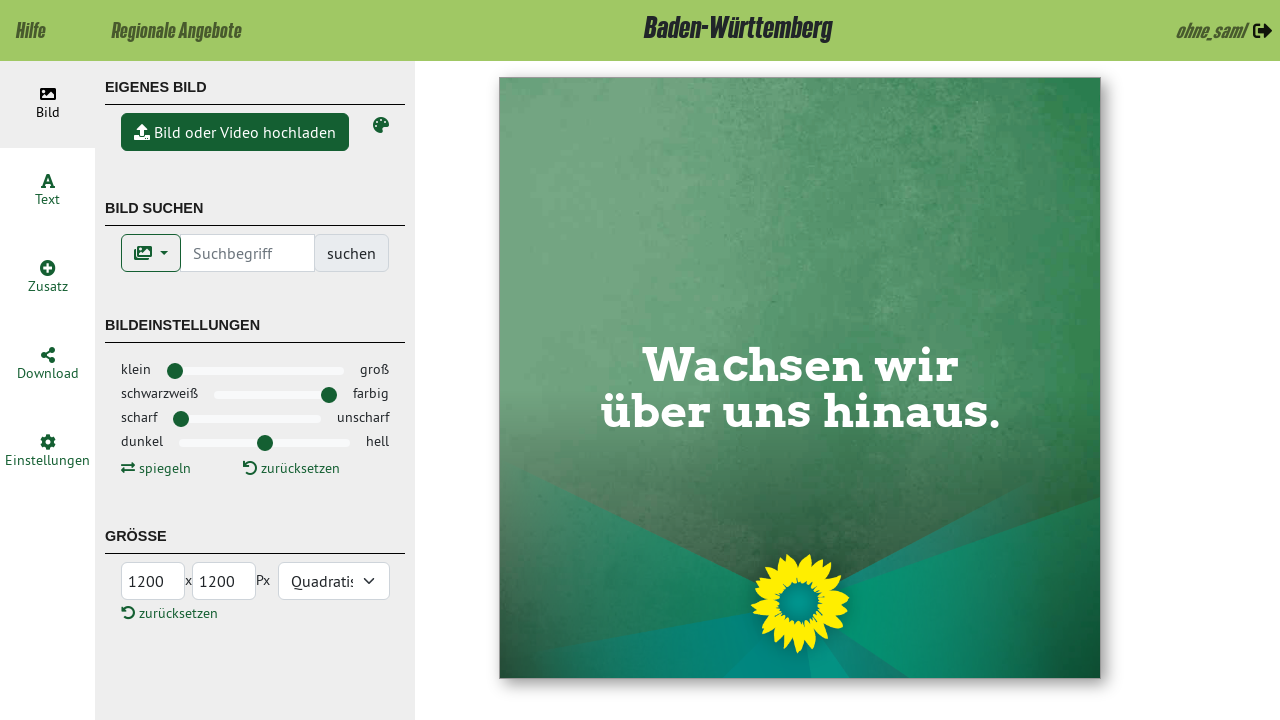 Hilfe
Regionale Angebote
Baden-Württemberg
ohne_saml
Bild
Text
Zusatz
Download
Einstellungen
EIGENES BILD
Bild oder Video hochladen
BILD SUCHEN
Suchbegriff
suchen
BILDEINSTELLUNGEN
klein groß
schwarzweiß farbig
scharf unscharf
dunkel hell
spiegeln zurücksetzen
GRÖSSE
1200 x 1200 Px Quadratis
zurücksetzen
Wachsen wir
über uns hinaus.